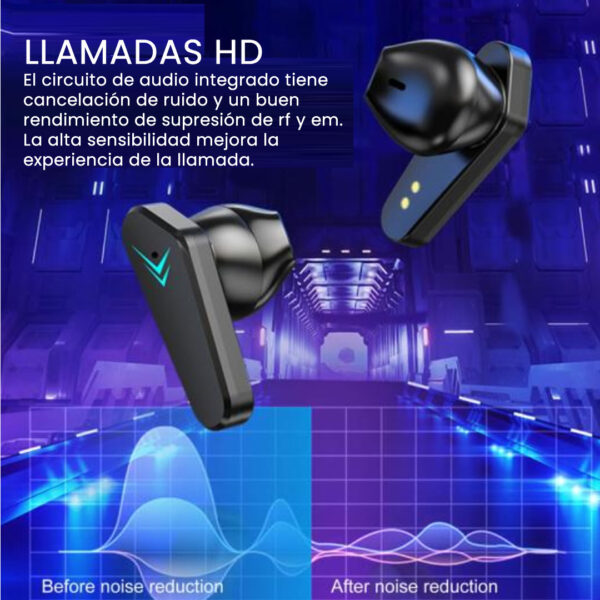 LLAMADAS HD
El circuito de audio integrado tiene
cancelación de ruido y un buen
rendimiento de supresión de rf y em.
La alta sensibilidad mejora la
experiencia de la llamada.
Before noise reduction
After noise reduction